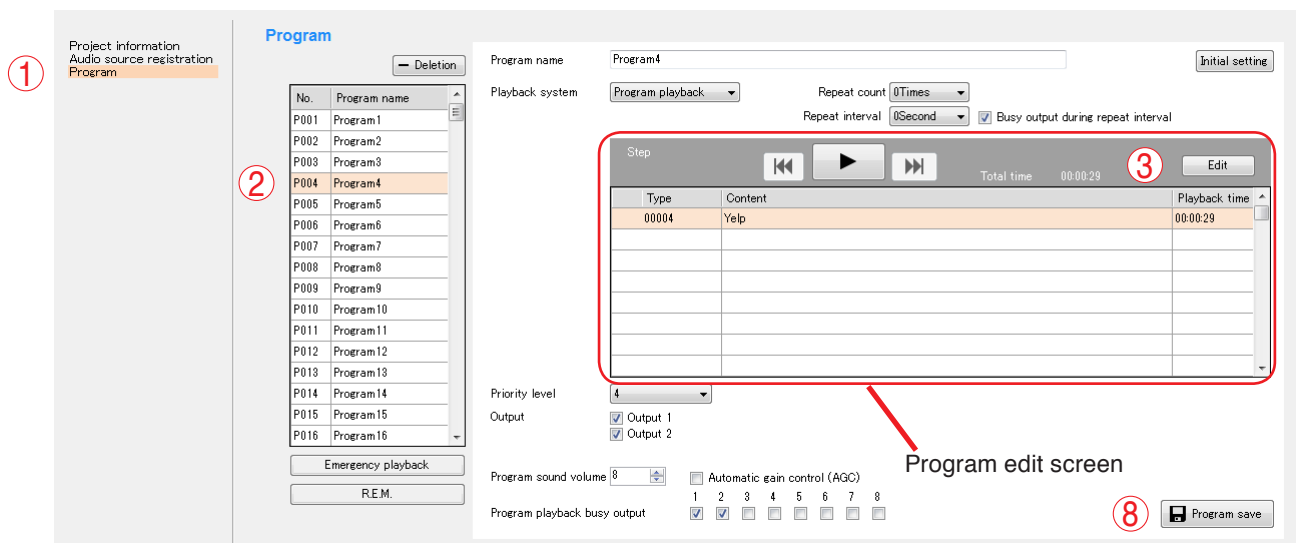 ①
Project information
Audio source registration
Program
Program
− Deletion
②
No. Program name
P001 Program1
P002 Program2
P003 Program3
P004 Program4
P005 Program5
P006 Program6
P007 Program7
P008 Program8
P009 Program9
P010 Program10
P011 Program11
P012 Program12
P013 Program13
P014 Program14
P015 Program15
P016 Program16
Emergency playback
R.E.M.
Program name Program4 Initial setting
Playback system Program playback Repeat count 0Times
Repeat interval 0Second Busy output during repeat interval
Step Total time 00:00:29 ③ Edit
Type Content Playback time
00004 Yelp 00:00:29
Priority level 4
Output Output 1
Output 2
Program edit screen
Program sound volume 8 Automatic gain control (AGC)
1 2 3 4 5 6 7 8
Program playback busy output
⑧ Program save